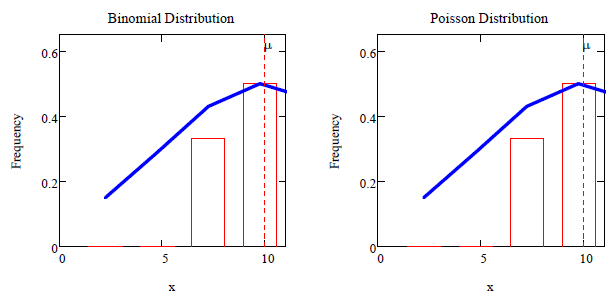 Binomial Distribution
0.6
0.4
0.2
0
0
5
10
μ
Frequency
x
Poisson Distribution
0.6
0.4
0.2
0
0
5
10
μ
Frequency
x